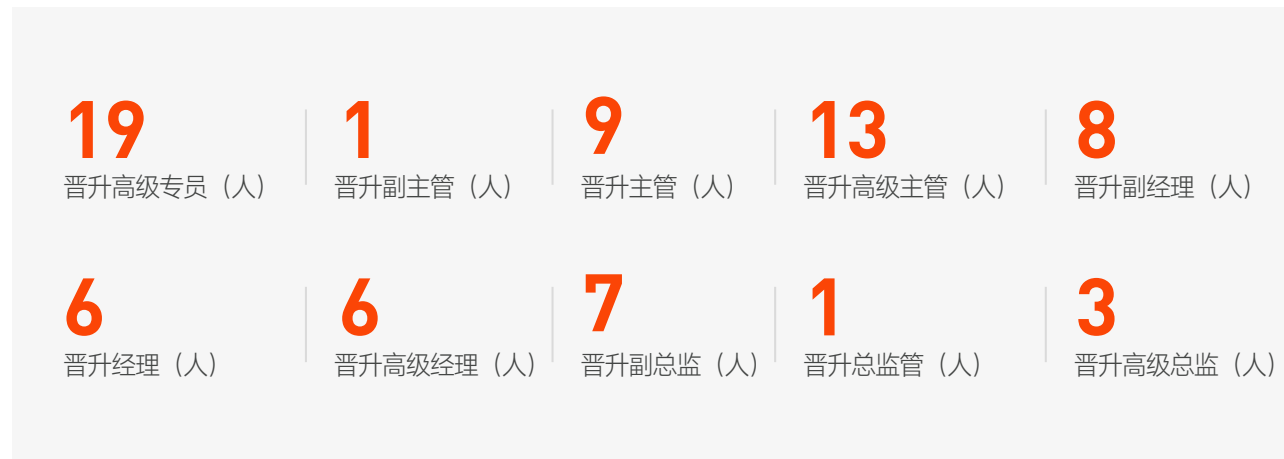 19 1 9 13 8
晋升高级专员（人） 晋升副主管（人） 晋升主管（人） 晋升高级主管（人） 晋升副经理（人）
6 6 7 1 3
晋升经理（人） 晋升高级经理（人） 晋升副总监（人） 晋升总监管（人） 晋升高级总监（人）